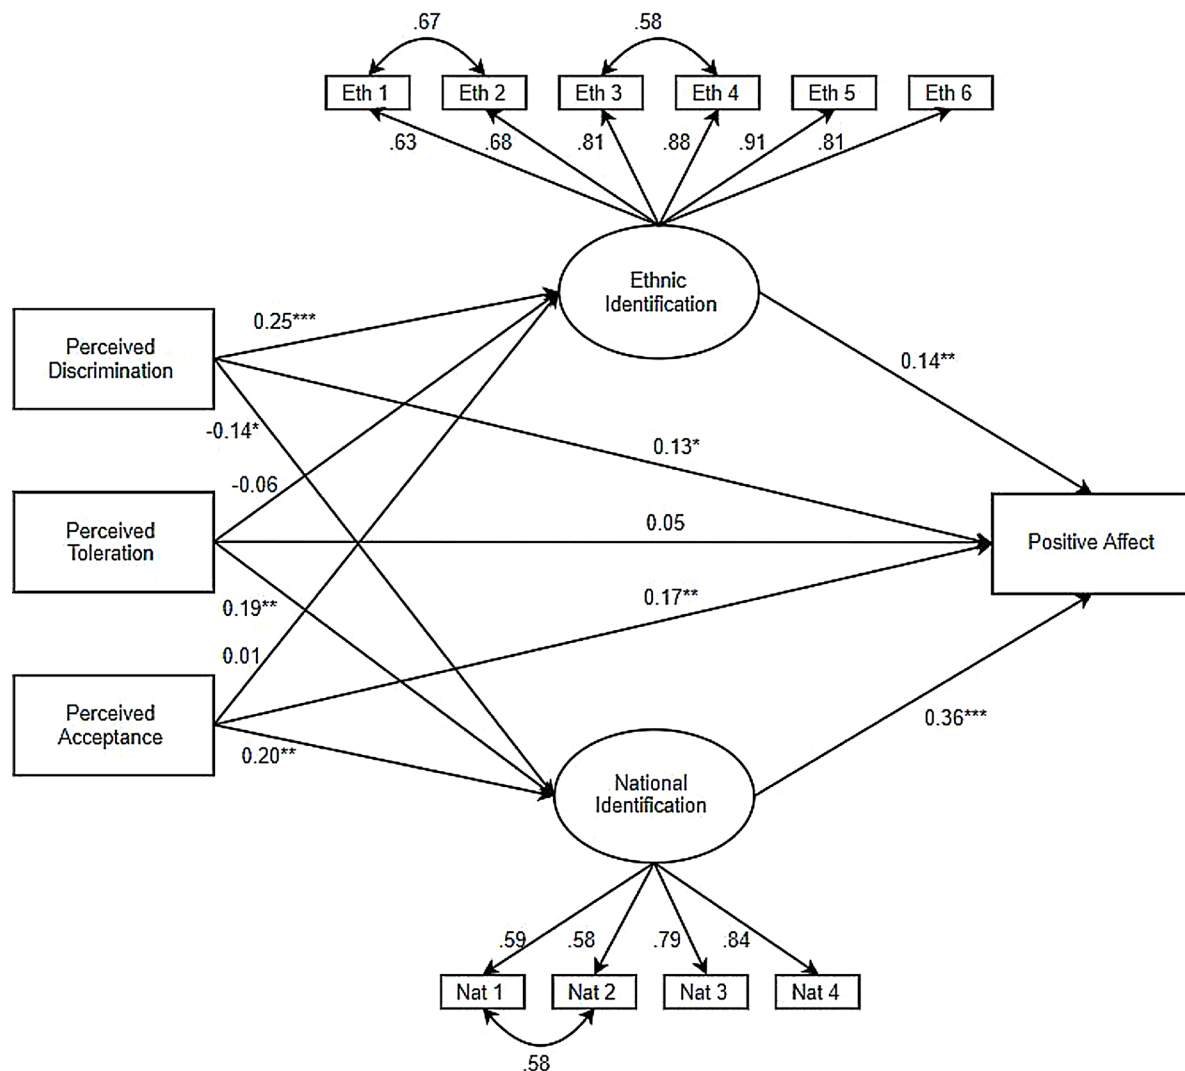 .67
.58
Eth 1
Eth 2
Eth 3
Eth 4
Eth 5
Eth 6
.63
.68
.81
.88
.91
.81
Ethnic
Identification
0.25***
Perceived
Discrimination
0.14**
-0.14*
0.13*
-0.06
0.05
Perceived
Toleration
Positive Affect
0.19**
0.17**
0.01
Perceived
Acceptance
0.20**
0.36***
National
Identification
.59
.58
.79
.84
Nat 1
Nat 2
Nat 3
Nat 4
.58